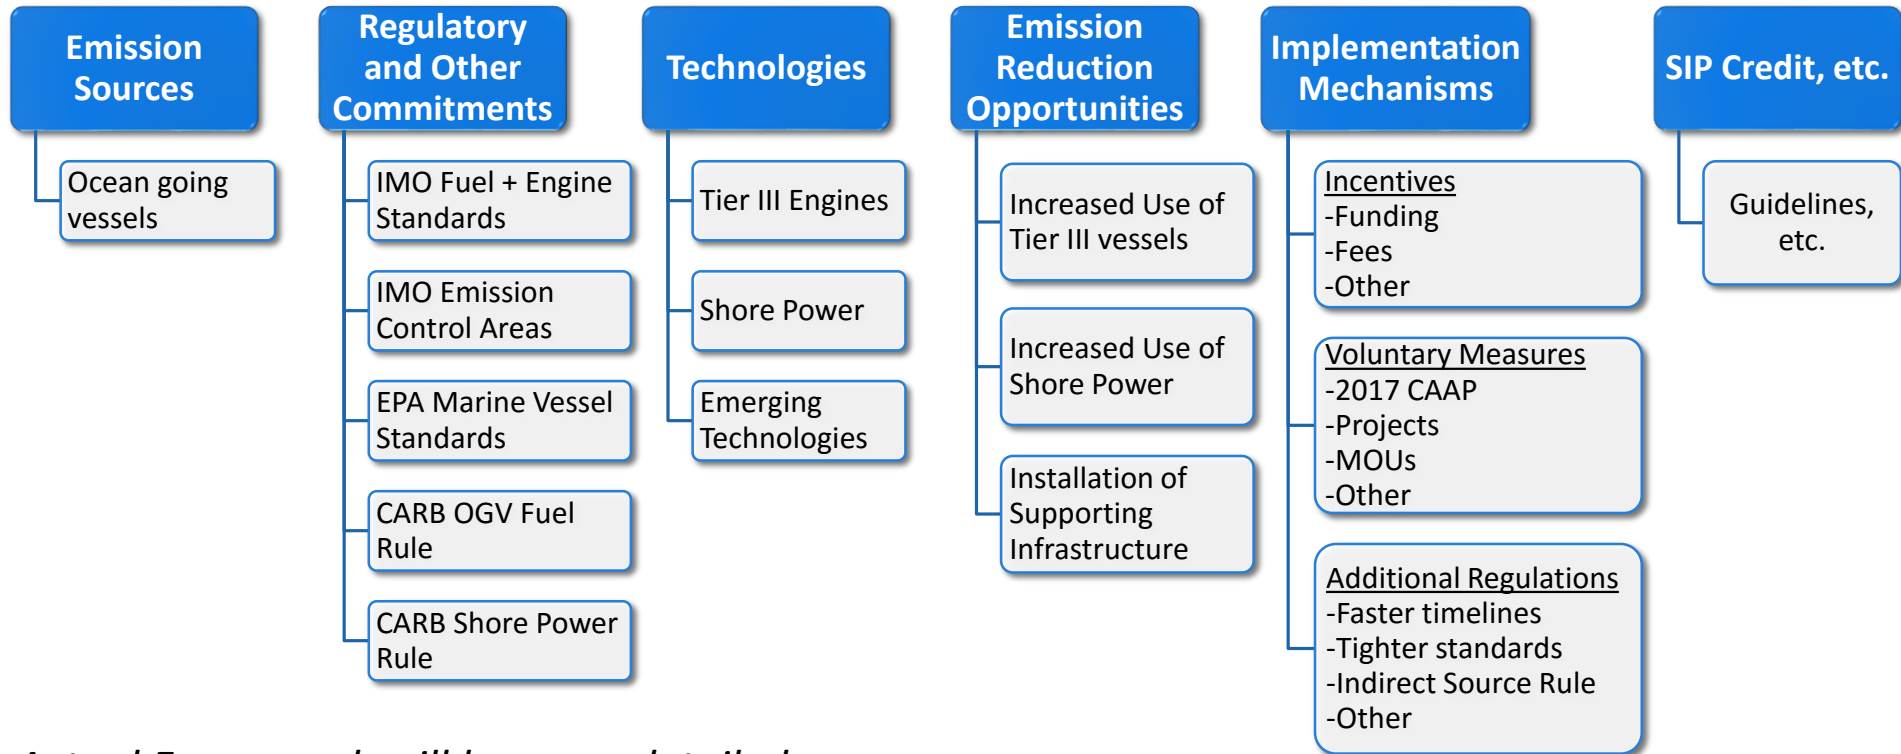 Emission
Sources
Ocean going
vessels
Regulatory
and Other
Commitments
IMO Fuel + Engine
Standards
IMO Emission
Control Areas
EPA Marine Vessel
Standards
CARB OGV Fuel
Rule
CARB Shore Power
Rule
Technologies
Tier III Engines
Shore Power
Emerging
Technologies
Emission
Reduction
Opportunities
Increased Use of
Tier III vessels
Increased Use of
Shore Power
Installation of
Supporting
Infrastructure
Implementation
Mechanisms
Incentives
-Funding
-Fees
-Other
Voluntary Measures
-2017 CAAP
-Projects
-MOUs
-Other
Additional Regulations
-Faster timelines
-Tighter standards
-Indirect Source Rule
-Other
SIP Credit, etc.
Guidelines,
etc.